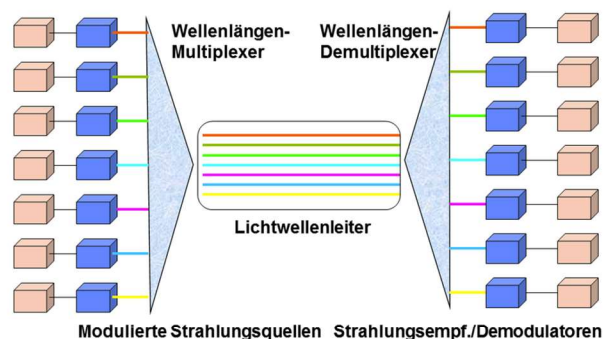 Wellenlängen-
Multiplexer
Wellenlängen-
Demultiplexer
Lichtwellenleiter
Modulierte Strahlungsquellen
Strahlungsempf./Demodulatoren